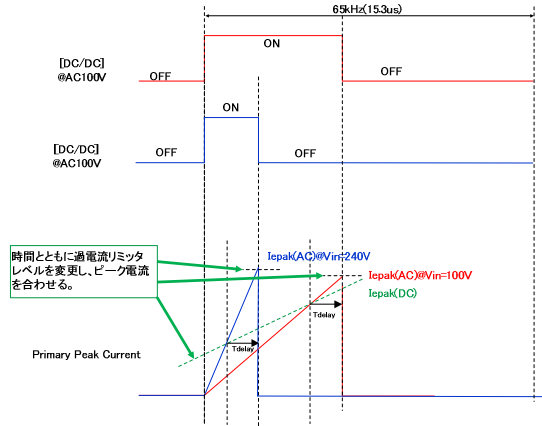 65kHz(15.3us)
ON
[DC/DC]
@AC100V
OFF
OFF
ON
[DC/DC]
@AC100V
OFF
OFF
時間とともに過電流リミッタ
レベルを変更し、ピーク電流
を合わせる。
Iepak(AC)@Vin=240V
Iepak(AC)@Vin=100V
Iepak(DC)
Tdelay
Tdelay
Primary Peak Current